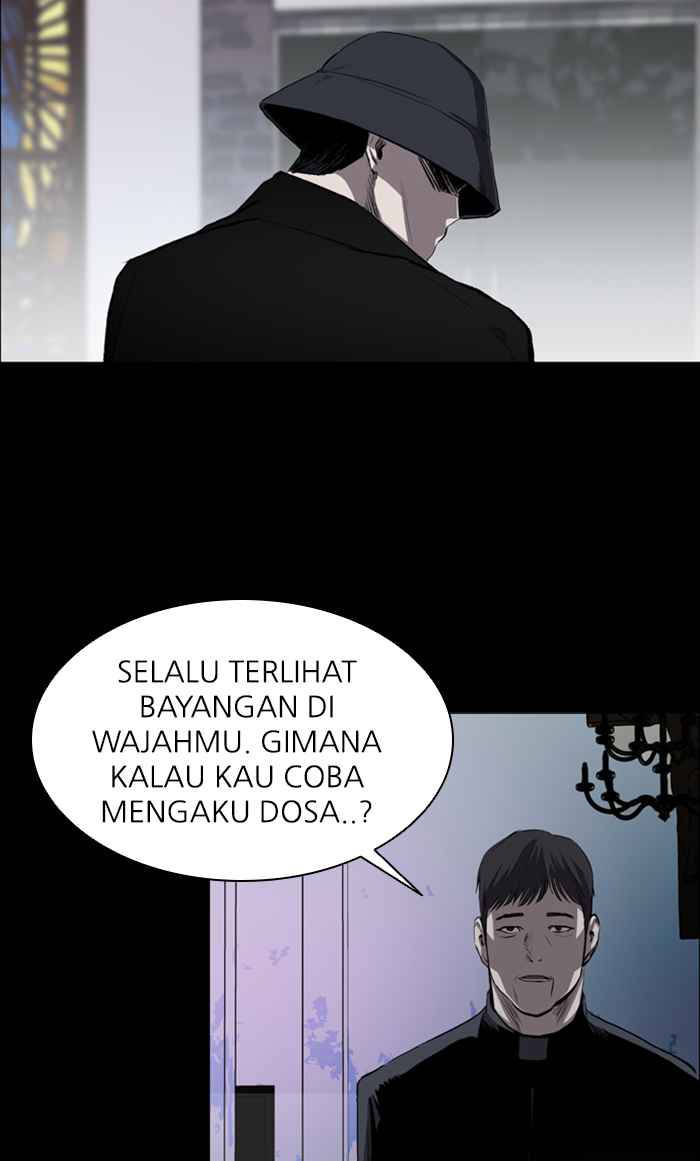 SELALU TERLIHAT
BAYANGAN DI
WAJAHMU. GIMANA
KALAU KAU COBA
MENGAKU DOSA..?